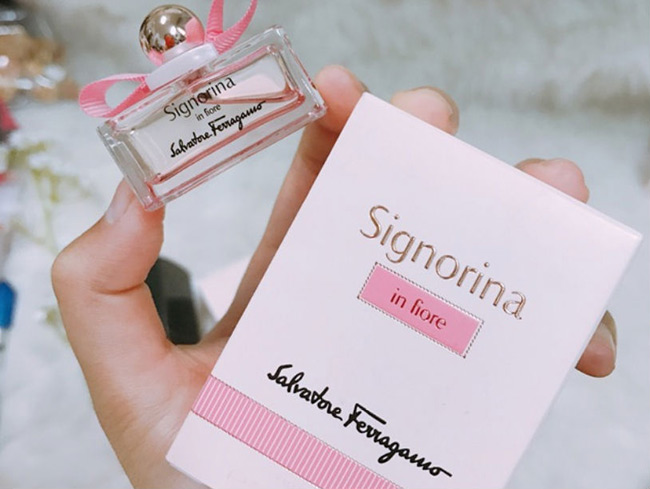 Signorina
in fiore
Salvatore Ferragamo
Signorina
in fiore
Salvatore Ferragamo